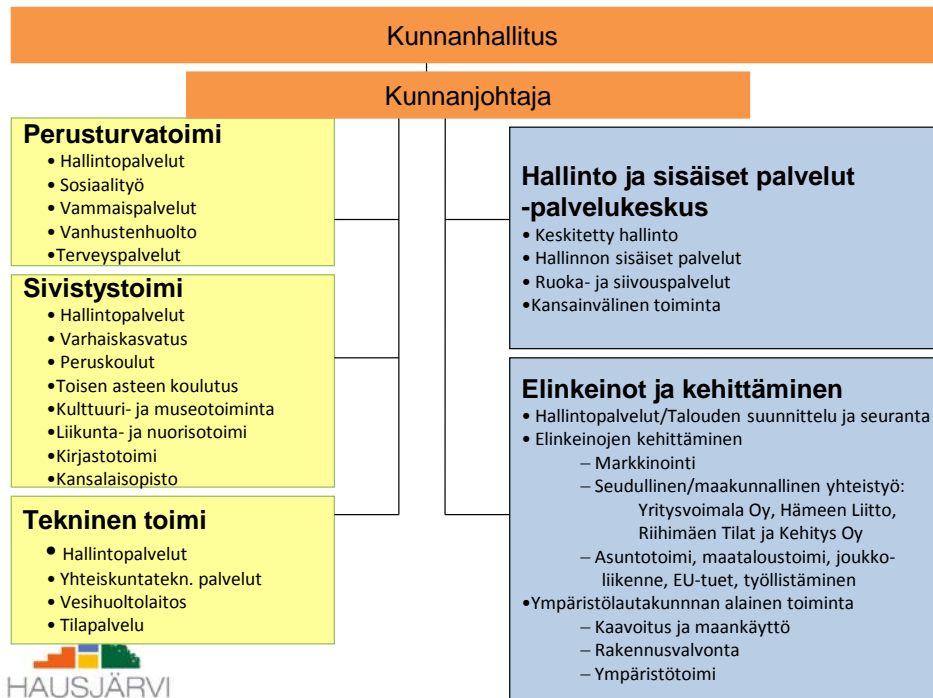 Kunnanhallitus
Kunnanjohtaja
Perusturvatoimi
• Hallintopalvelut
• Sosiaalityö
• Vammaispalvelut
• Vanhustenhuolto
•Terveyspalvelut
Sivistystoimi
• Hallintopalvelut
• Varhaiskasvatus
• Peruskoulut
•Toisen asteen koulutus
•Kulttuuri- ja museotoiminta
•Liikunta- ja nuorisotoimi
•Kirjastotoimi
•Kansalaisopisto
Tekninen toimi
• Hallintopalvelut
• Yhteiskuntatekn. palvelut
• Vesihuoltolaitos
• Tilapalvelu
HAUSJÄRVI
Hallinto ja sisäiset palvelut
-palvelukeskus
• Keskitetty hallinto
• Hallinnon sisäiset palvelut
• Ruoka- ja siivouspalvelut
•Kansainvälinen toiminta
Elinkeinot ja kehittäminen
• Hallintopalvelut/Talouden suunnittelu ja seuranta
• Elinkeinojen kehittäminen
– Markkinointi
– Seudullinen/maakunnallinen yhteistyö:
Yritysvoimala Oy, Hämeen Liitto,
Riihimäen Tilat ja Kehitys Oy
– Asuntotoimi, maataloustoimi, joukko-
liikenne, EU-tuet, työllistäminen
•Ympäristölautakunnnan alainen toiminta
– Kaavoitus ja maankäyttö
– Rakennusvalvonta
– Ympäristötoimi